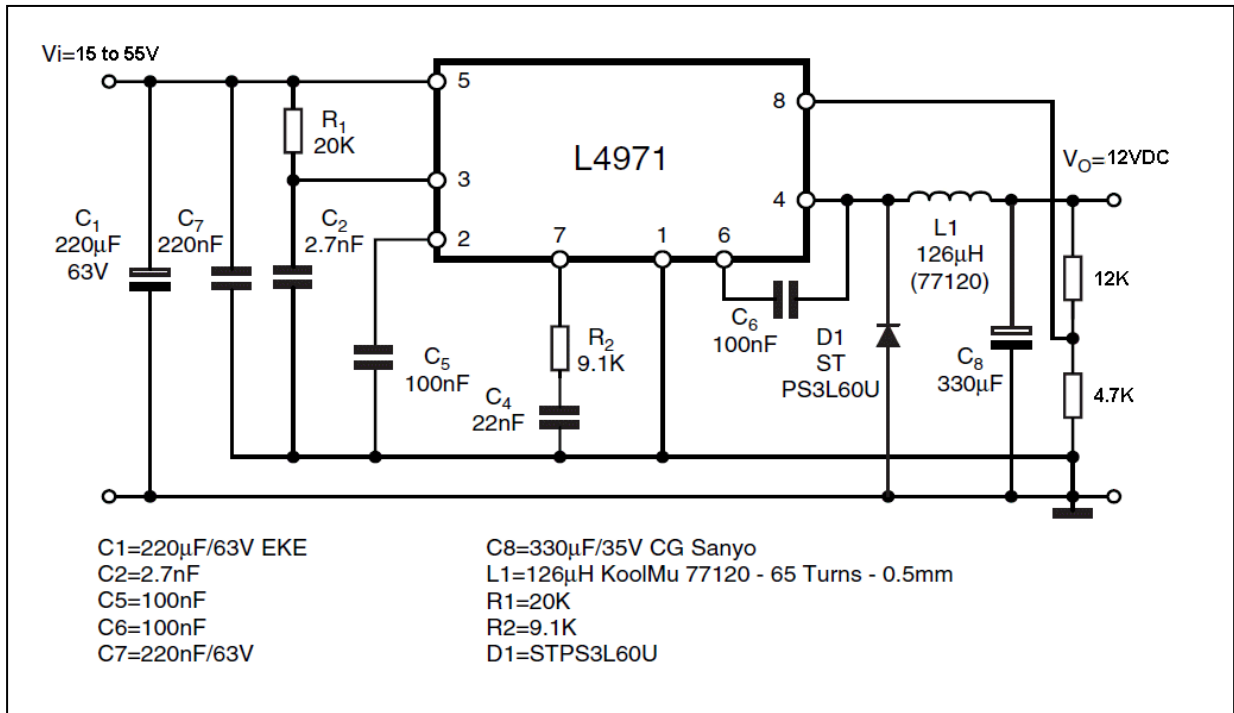 Vi=15 to 55V
5
8
R1
20K
L4971
VO=12VDC
3
4
C1
220µF
63V
C7
220nF
C2
2.7nF
2
7
1
6
L1
126µH
(77120)
12K
C5
100nF
R2
9.1K
C4
22nF
C6
100nF
D1
ST
PS3L60U
C8
330µF
4.7K
C1=220µF/63V EKE
C2=2.7nF
C5=100nF
C6=100nF
C7=220nF/63V
C8=330µF/35V CG Sanyo
L1=126µH KoolMu 77120 - 65 Turns - 0.5mm
R1=20K
R2=9.1K
D1=STPS3L60U